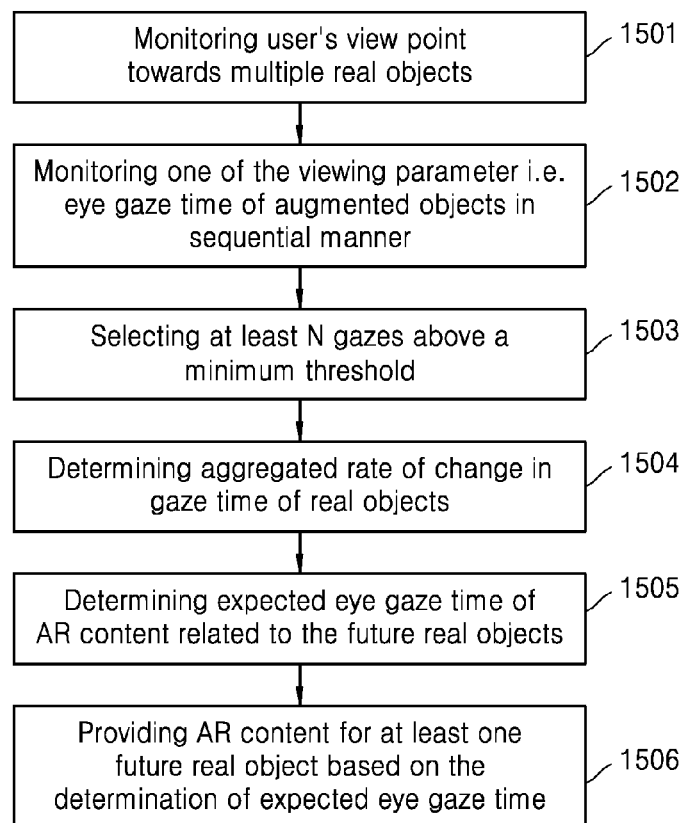 Monitoring user's view point
towards multiple real objects
1501
Monitoring one of the viewing parameter i.e.
eye gaze time of augmented objects in
sequential manner
1502
Selecting at least N gazes above a
minimum threshold
1503
Determining aggregated rate of change in
gaze time of real objects
1504
Determining expected eye gaze time of
AR content related to the future real objects
1505
Providing AR content for at least one
future real object based on the
determination of expected eye gaze time
1506